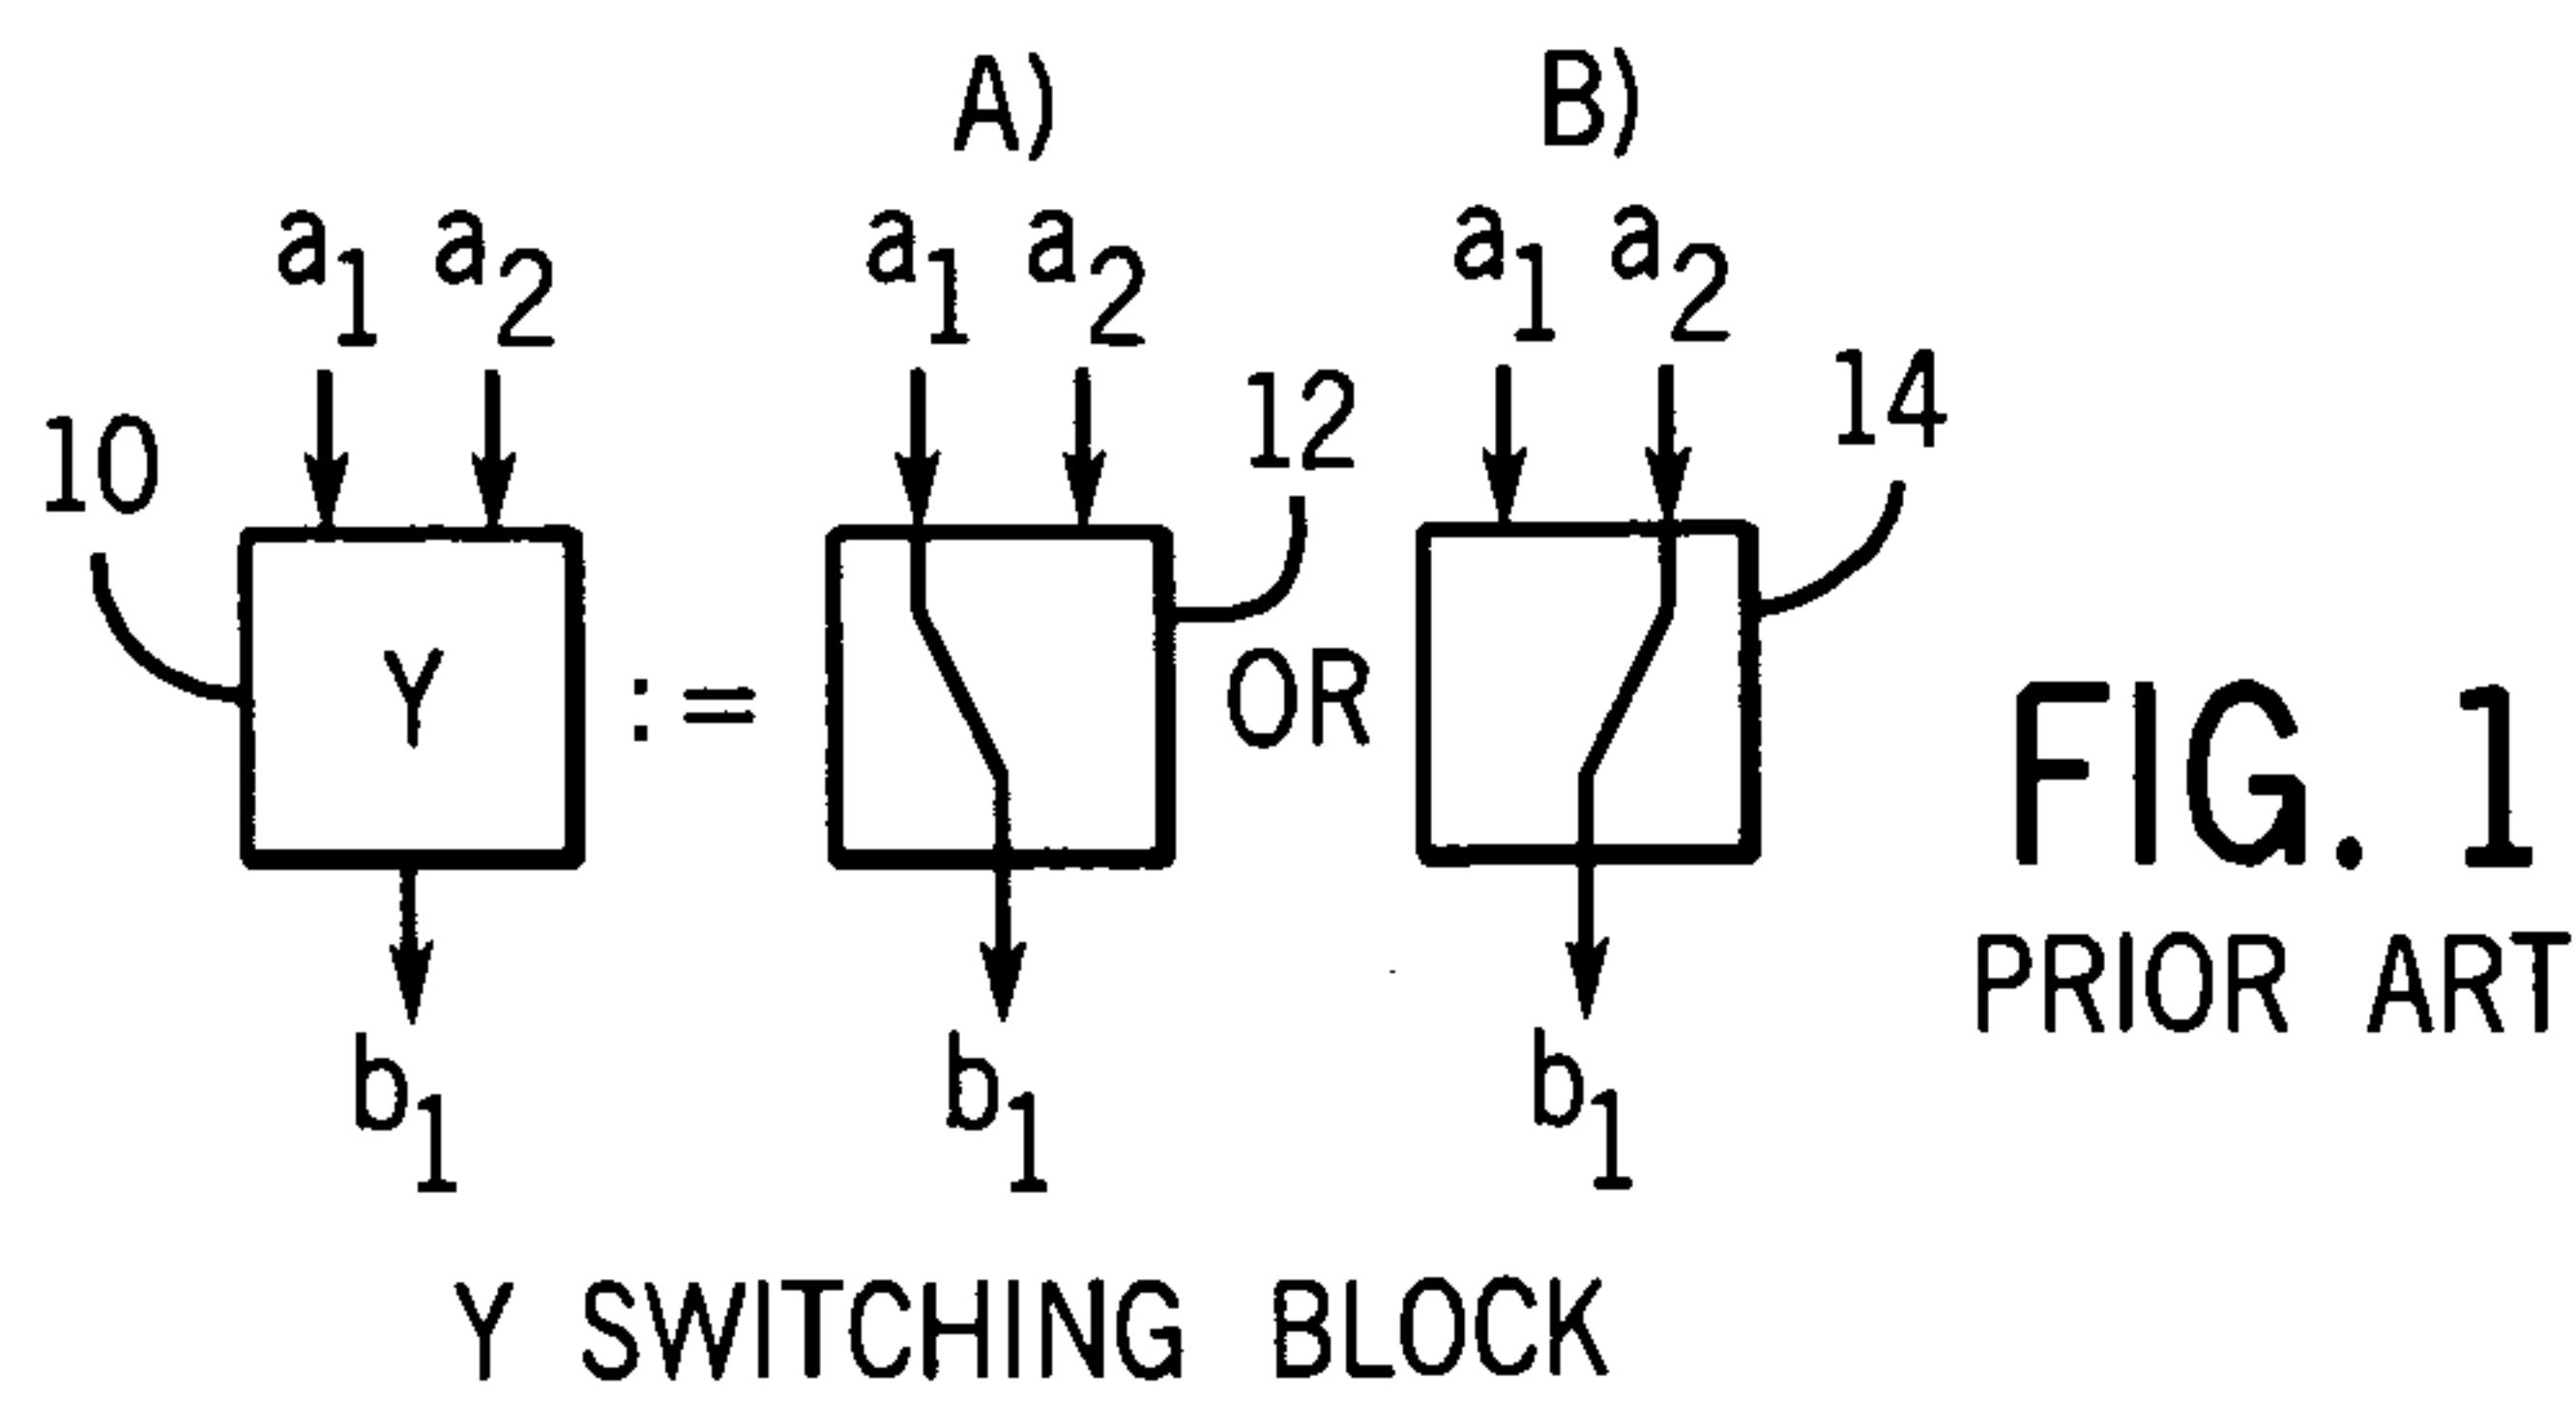 A) B)
a1 a2 a1 a2 a1 a2
10 12 14
Y := OR
FIG. 1
PRIOR ART
b1 b1 b1
Y SWITCHING BLOCK